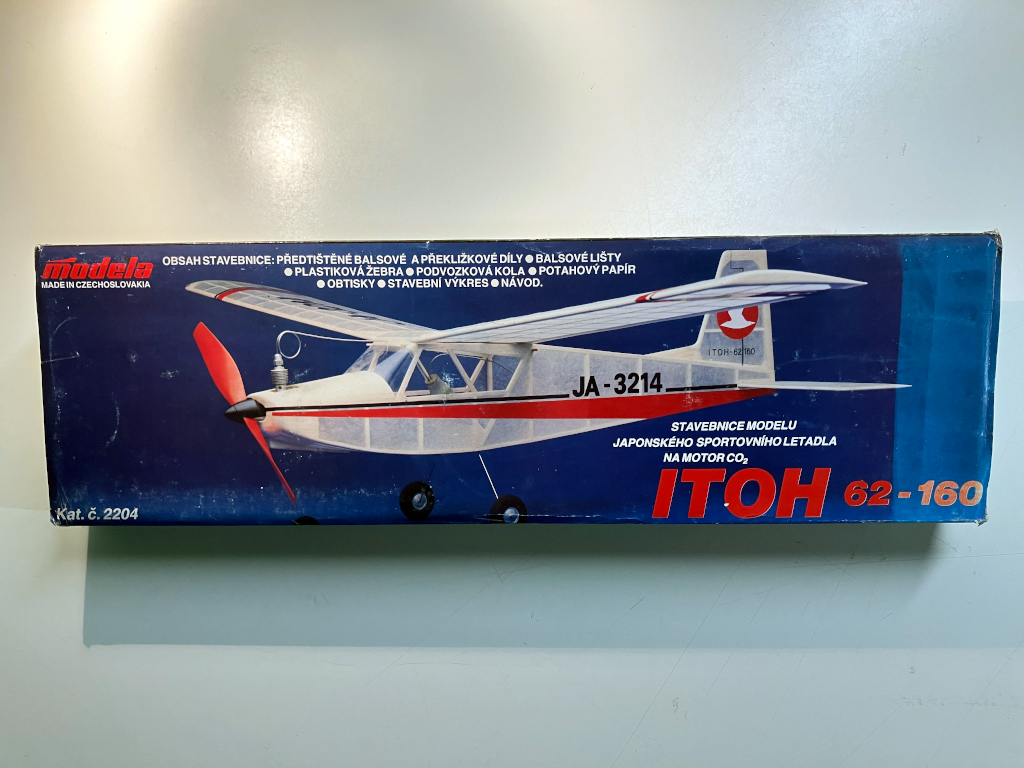 modela
MADE IN CZECHOSLOVAKIA
OBSAH STAVEBNICE: PŘEDTIŠTĚNÉ BALSOVÉ A PŘEKLIŽKOVÉ DÍLY ● BALSOVÉ LIŠTY
● PLASTIKOVÁ ŽEBRA ● PODVOZKOVÁ KOLA ● POTAHOVÝ PAPÍR
● OBTISKY ● STAVEBNÍ VÝKRES ● NÁVOD.
ITOH-62-160
JA-3214
STAVEBNICE MODELU
JAPONSKÉHO SPORTOVNÍHO LETADLA
NA MOTOR CO₂
ITOH 62-160
Kat. č. 2204